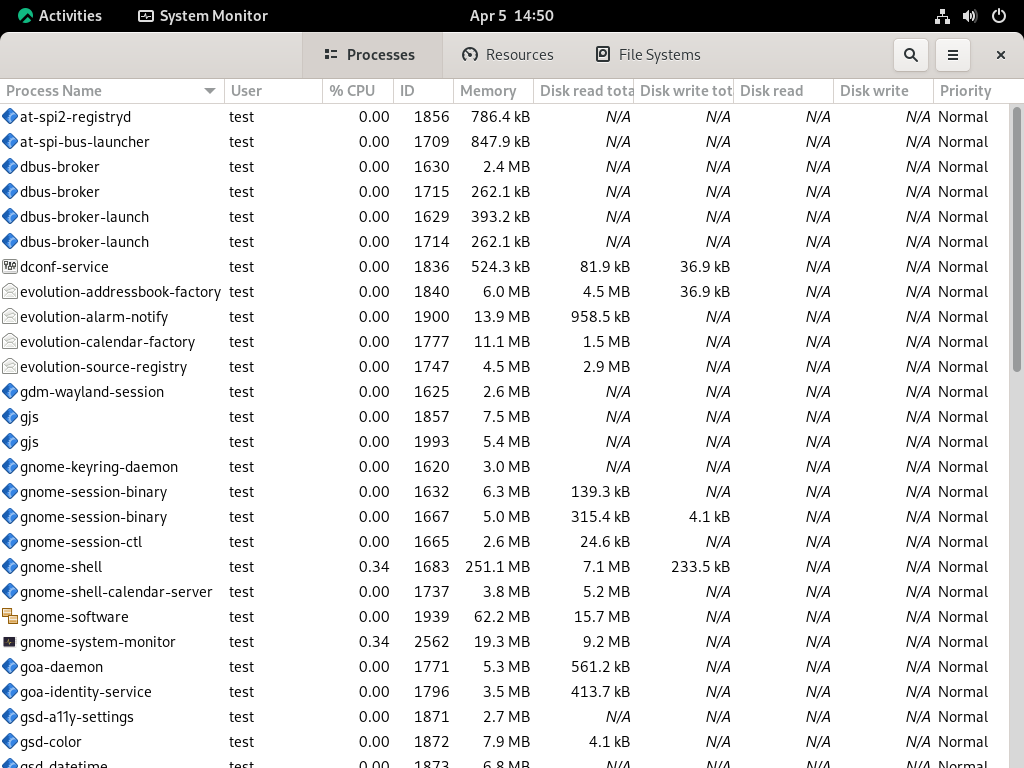 Activities System Monitor Apr 5 14:50
Processes Resources File Systems
Process Name User % CPU ID Memory Disk read tota Disk write tot Disk read Disk write Priority
at-spi2-registryd test 0.00 1856 786.4 kB N/A N/A N/A N/A Normal
at-spi-bus-launcher test 0.00 1709 847.9 kB N/A N/A N/A N/A Normal
dbus-broker test 0.00 1630 2.4 MB N/A N/A N/A N/A Normal
dbus-broker test 0.00 1715 262.1 kB N/A N/A N/A N/A Normal
dbus-broker-launch test 0.00 1629 393.2 kB N/A N/A N/A N/A Normal
dbus-broker-launch test 0.00 1714 262.1 kB N/A N/A N/A N/A Normal
dconf-service test 0.00 1836 524.3 kB 81.9 kB 36.9 kB N/A N/A Normal
evolution-addressbook-factory test 0.00 1840 6.0 MB 4.5 MB 36.9 kB N/A N/A Normal
evolution-alarm-notify test 0.00 1900 13.9 MB 958.5 kB N/A N/A N/A Normal
evolution-calendar-factory test 0.00 1777 11.1 MB 1.5 MB N/A N/A N/A Normal
evolution-source-registry test 0.00 1747 4.5 MB 2.9 MB N/A N/A N/A Normal
gdm-wayland-session test 0.00 1625 2.6 MB N/A N/A N/A N/A Normal
gjs test 0.00 1857 7.5 MB N/A N/A N/A N/A Normal
gjs test 0.00 1993 5.4 MB N/A N/A N/A N/A Normal
gnome-keyring-daemon test 0.00 1620 3.0 MB N/A N/A N/A N/A Normal
gnome-session-binary test 0.00 1632 6.3 MB 139.3 kB N/A N/A N/A Normal
gnome-session-binary test 0.00 1667 5.0 MB 315.4 kB 4.1 kB N/A N/A Normal
gnome-session-ctl test 0.00 1665 2.6 MB 24.6 kB N/A N/A N/A Normal
gnome-shell test 0.34 1683 251.1 MB 7.1 MB 233.5 kB N/A N/A Normal
gnome-shell-calendar-server test 0.00 1737 3.8 MB 5.2 MB N/A N/A N/A Normal
gnome-software test 0.00 1939 62.2 MB 15.7 MB N/A N/A N/A Normal
gnome-system-monitor test 0.34 2562 19.3 MB 9.2 MB N/A N/A N/A Normal
goa-daemon test 0.00 1771 5.3 MB 561.2 kB N/A N/A N/A Normal
goa-identity-service test 0.00 1796 3.5 MB 413.7 kB N/A N/A N/A Normal
gsd-a11y-settings test 0.00 1871 2.7 MB N/A N/A N/A N/A Normal
gsd-color test 0.00 1872 7.9 MB 4.1 kB N/A N/A N/A Normal
gsd-datetime test 0.00 1873 6.8 MB N/A N/A N/A N/A Normal